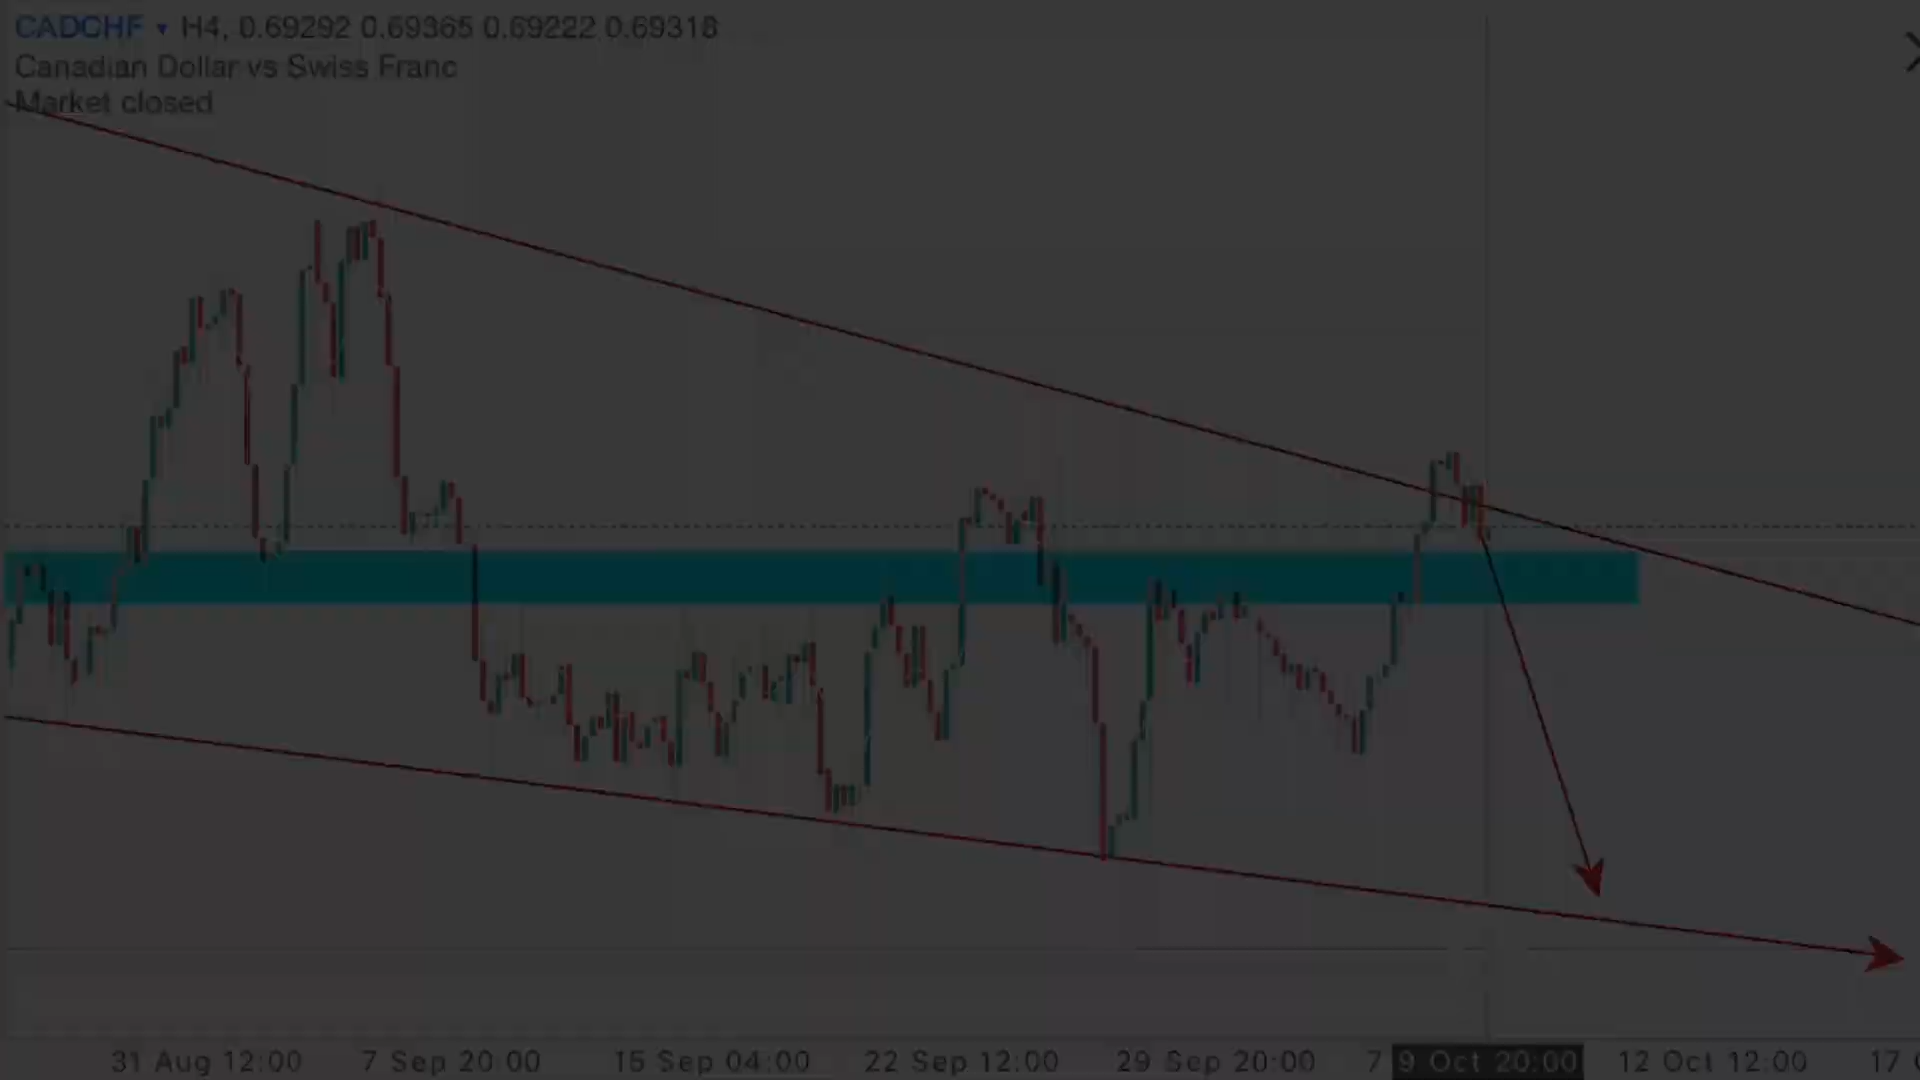 CADCHF ▾ H4, 0.69292 0.69365 0.69222 0.69318
Canadian Dollar vs Swiss Franc
Market closed
31 Aug 12:00 7 Sep 20:00 15 Sep 04:00 22 Sep 12:00 29 Sep 20:00 7 9 Oct 20:00 12 Oct 12:00 17